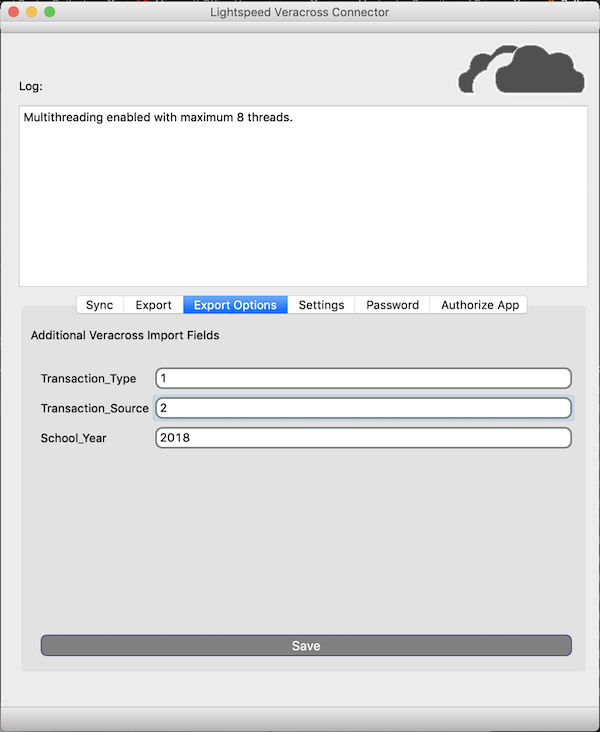 Lightspeed Veracross Connector
Log:
Multithreading enabled with maximum 8 threads.
Sync Export Export Options Settings Password Authorize App
Additional Veracross Import Fields
Transaction_Type 1
Transaction_Source 2
School_Year 2018
Save